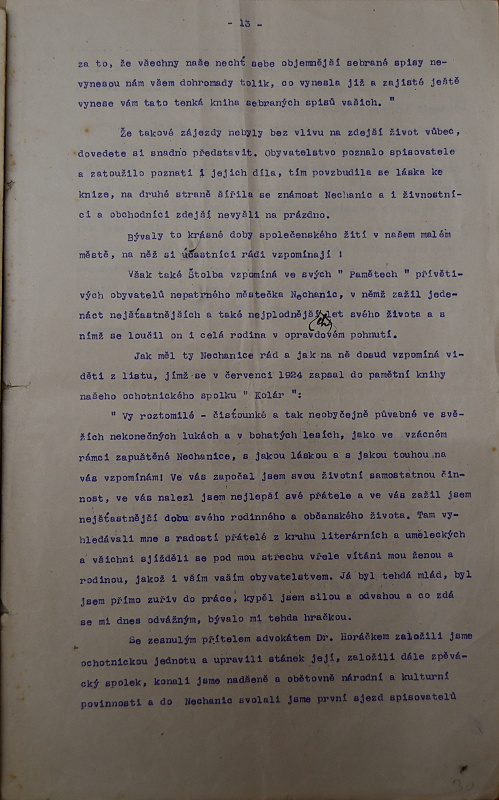 - 13 -
za to, že všechny naše nechť sebe objemnější sebrané spisy ne-
vynesou nám všem dohromady tolik, co vynesla již a zajisté ještě
vynese vám tato tenká kniha sebraných spisů vašich. "
Že takové zájezdy nebyly bez vlivu na zdejší život vůbec,
dovedete si snadno představit. Obyvatelstvo poznalo spisovatele
a zatoužilo poznati i jejich díla, tím povzbudila se láska ke
knize, na druhé straně šířila se známost Nechanic a i živnostní-
ci a obchodníci zdejší nevyšli na prázdno.
Bývaly to krásné doby společenského žití v našem malém
městě, na něž si účastníci rádi vzpomínají !
Však také Štolba vzpomíná ve svých " Pamětech " přívěti-
vých obyvatelů nepatrného městečka Nechanic, v němž zažil jede-
náct nejšťastnějších a také nejplodnějších let svého života a s
nímž se loučil on i celá rodina v opravdovém pohnutí.
Jak měl ty Nechanice rád a jak na ně dosud vzpomíná vi-
děti z listu, jímž se v červenci 1924 zapsal do pamětní knihy
našeho ochotnického spolku " Kolár ":
" Vy roztomilé - čisťounké a tak neobyčejně půvabné ve své-
žích nekonečných lukách a v bohatých lesích, jako ve vzácném
rámci zapuštěné Nechanice, s jakou láskou a s jakou touhou na
vás vzpomínám! Ve vás započal jsem svou životní samostatnou čin-
nost, ve vás nalezl jsem nejlepší své přátele a ve vás zažil jsem
nejšťastnější dobu svého rodinného a občanského života. Tam vy-
hledávali mne s radostí přátelé z kruhu literárních a uměleckých
a všichni sjížděli se pod mou střechu vřele vítáni mou ženou a
rodinou, jakož i vším vaším obyvatelstvem. Já byl tehdá mlád, byl
jsem přímo zuřiv do práce, kypěl jsem silou a odvahou a co zdá
se mi dnes odvážným, bývalo mi tehda hračkou.
Se zesnulým přítelem advokátem Dr. Horáčkem založili jsme
ochotnickou jednotu a upravili stánek její, založili dále zpěvá-
cký spolek, konali jsme nadšeně a obětovně národní a kulturní
povinnosti a do Nechanic svolali jsme první sjezd spisovatelů